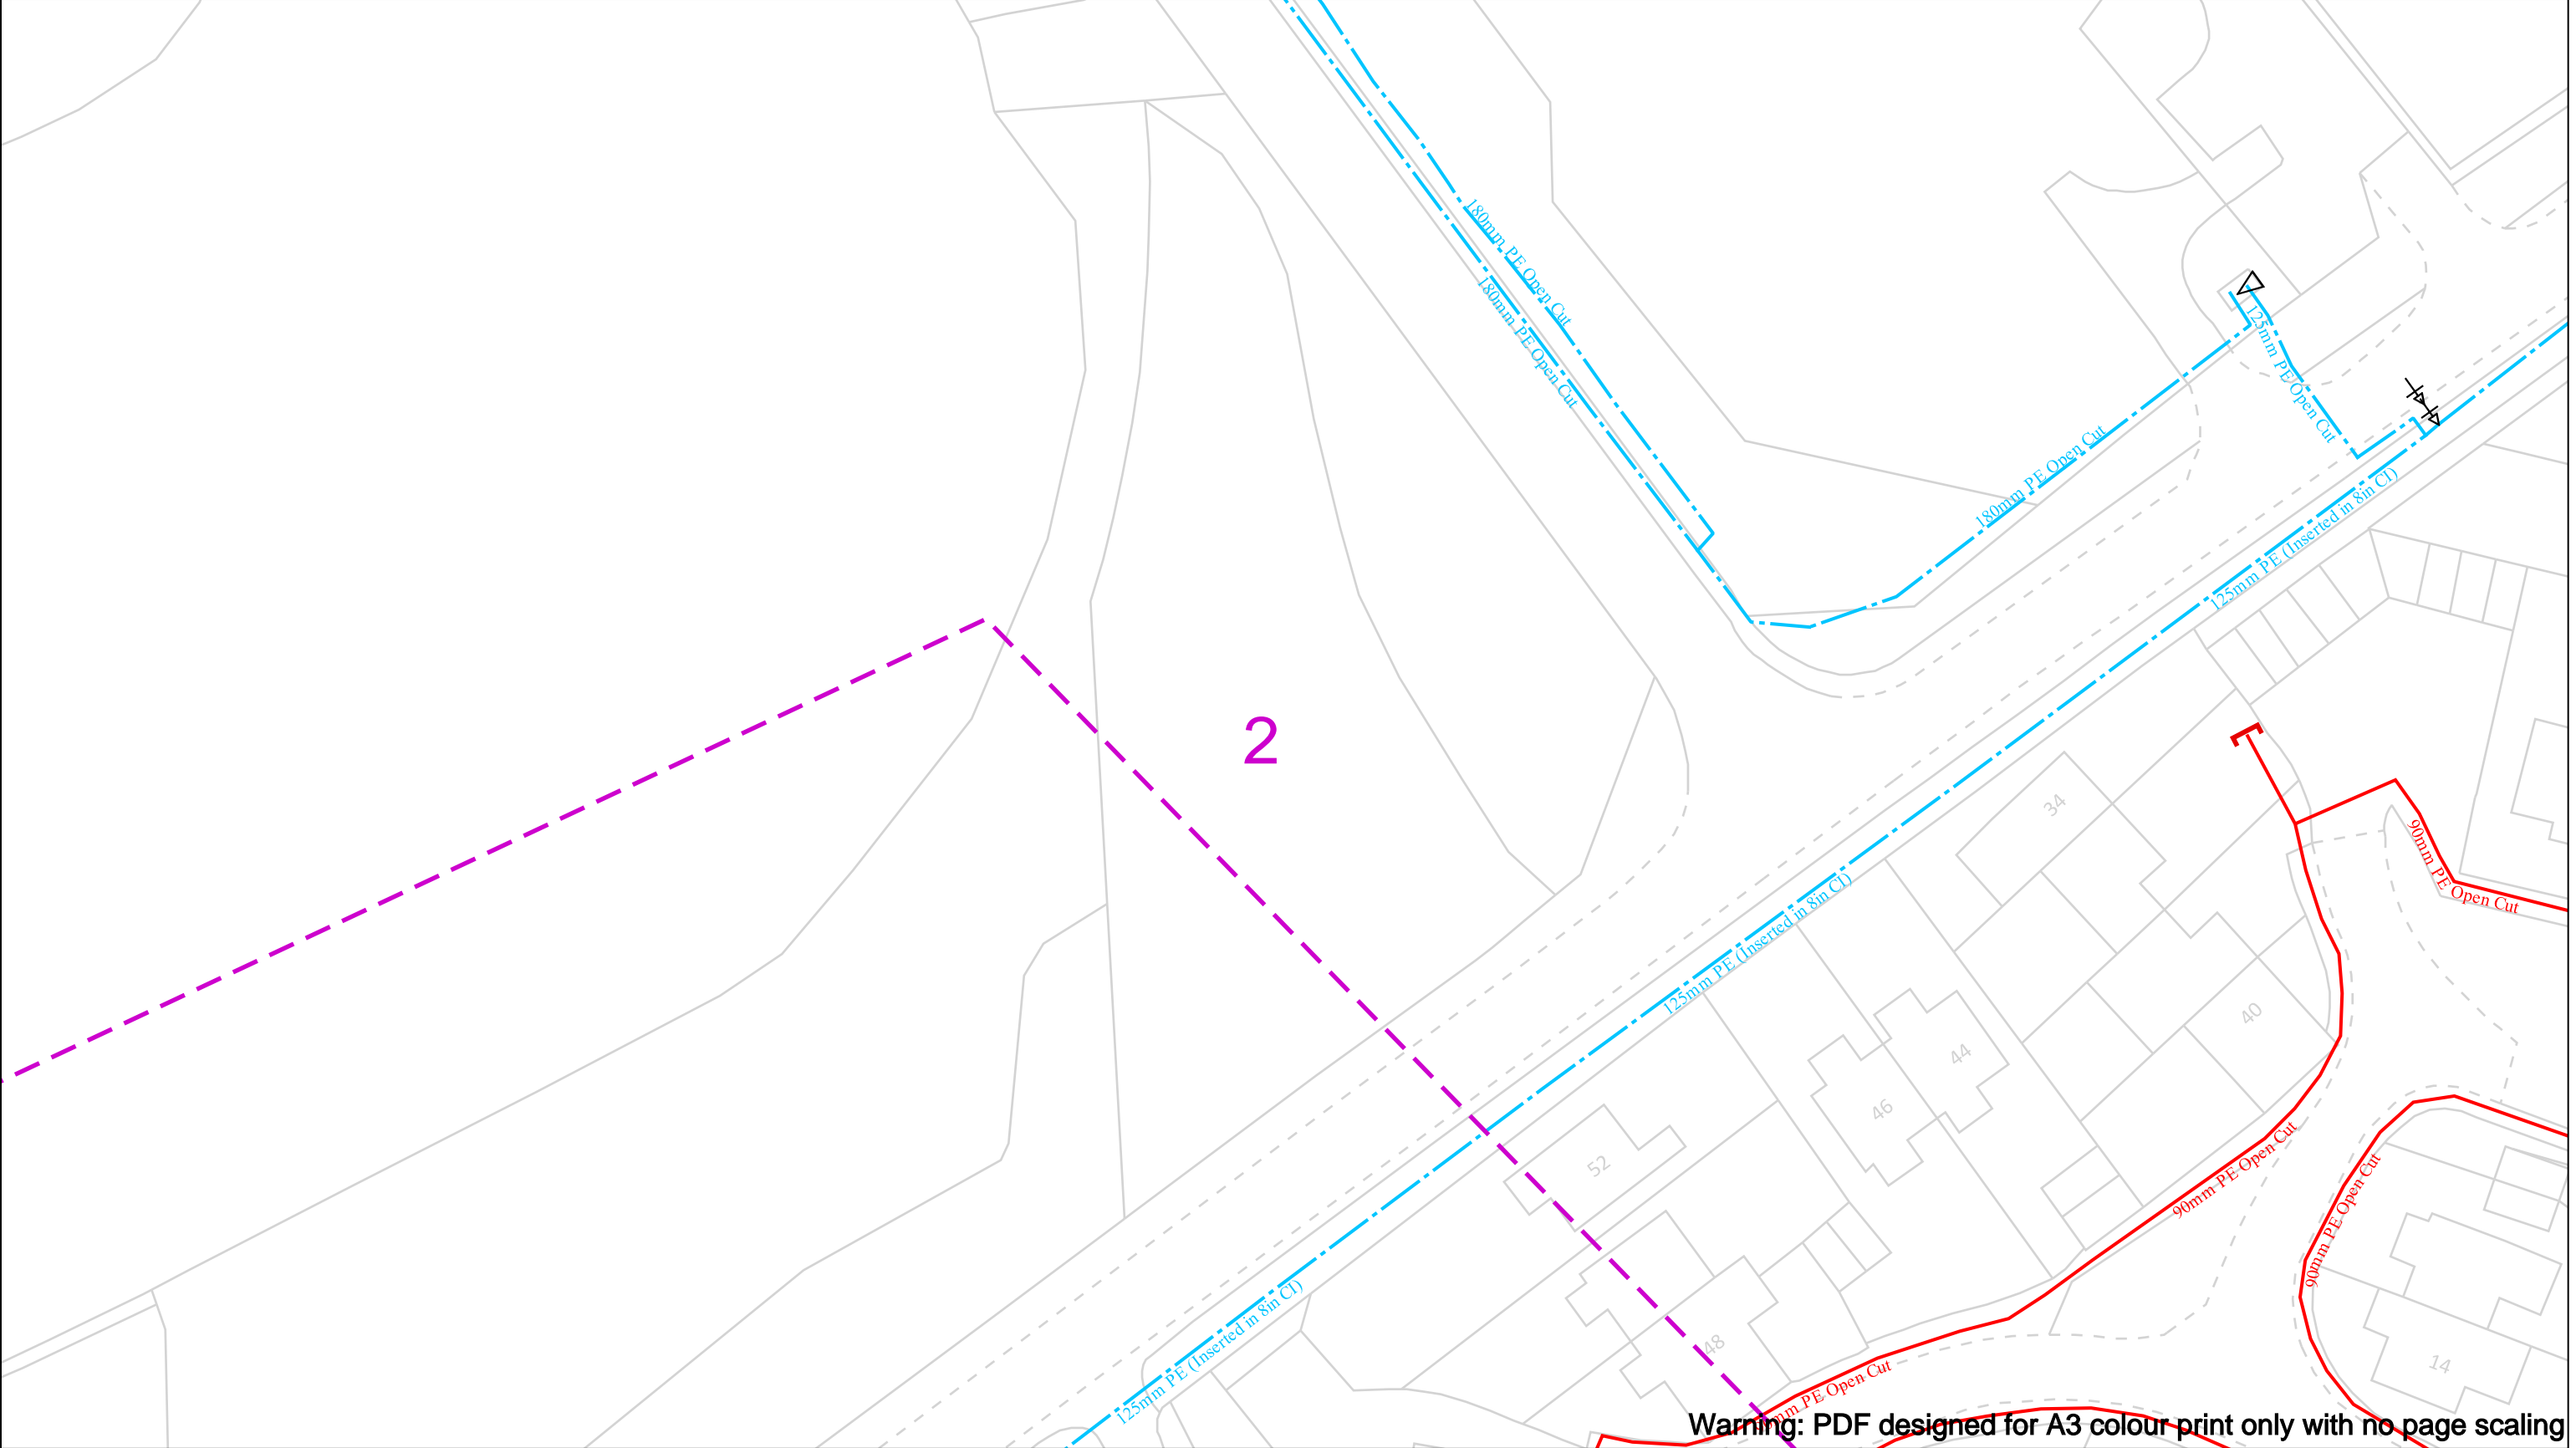 180mm PE Open Cut
180mm PE Open Cut
125mm PE Open Cut
180mm PE Open Cut
125mm PE (Inserted in 8in CI)
2
34
90mm PE Open Cut
125mm PE (Inserted in 8in CI)
40
44
46
52
90mm PE Open Cut
90mm PE Open Cut
125mm PE (Inserted in 8in CI)
48
14
PE Open Cut
Warning: PDF designed for A3 colour print only with no page scaling